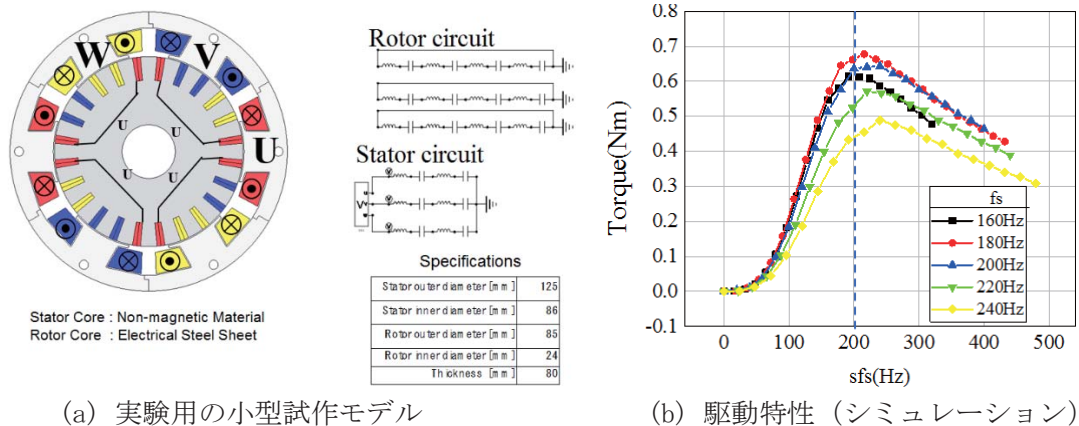 W
V
U
U
U
U
U
Stator Core : Non-magnetic Material
Rotor Core : Electrical Steel Sheet
Rotor circuit
Stator circuit
U
V
W
Specifications
Stator outer diameter [mm] 125
Stator inner diameter [mm] 86
Rotor outer diameter [mm] 85
Rotor inner diameter [mm] 24
Thickness [mm] 80
(a) 実験用の小型試作モデル
Torque(Nm)
0.8
0.7
0.6
0.5
0.4
0.3
0.2
0.1
0.0
-0.1
0 100 200 300 400 500
sfs(Hz)
fs
160Hz
180Hz
200Hz
220Hz
240Hz
(b) 駆動特性（シミュレーション）